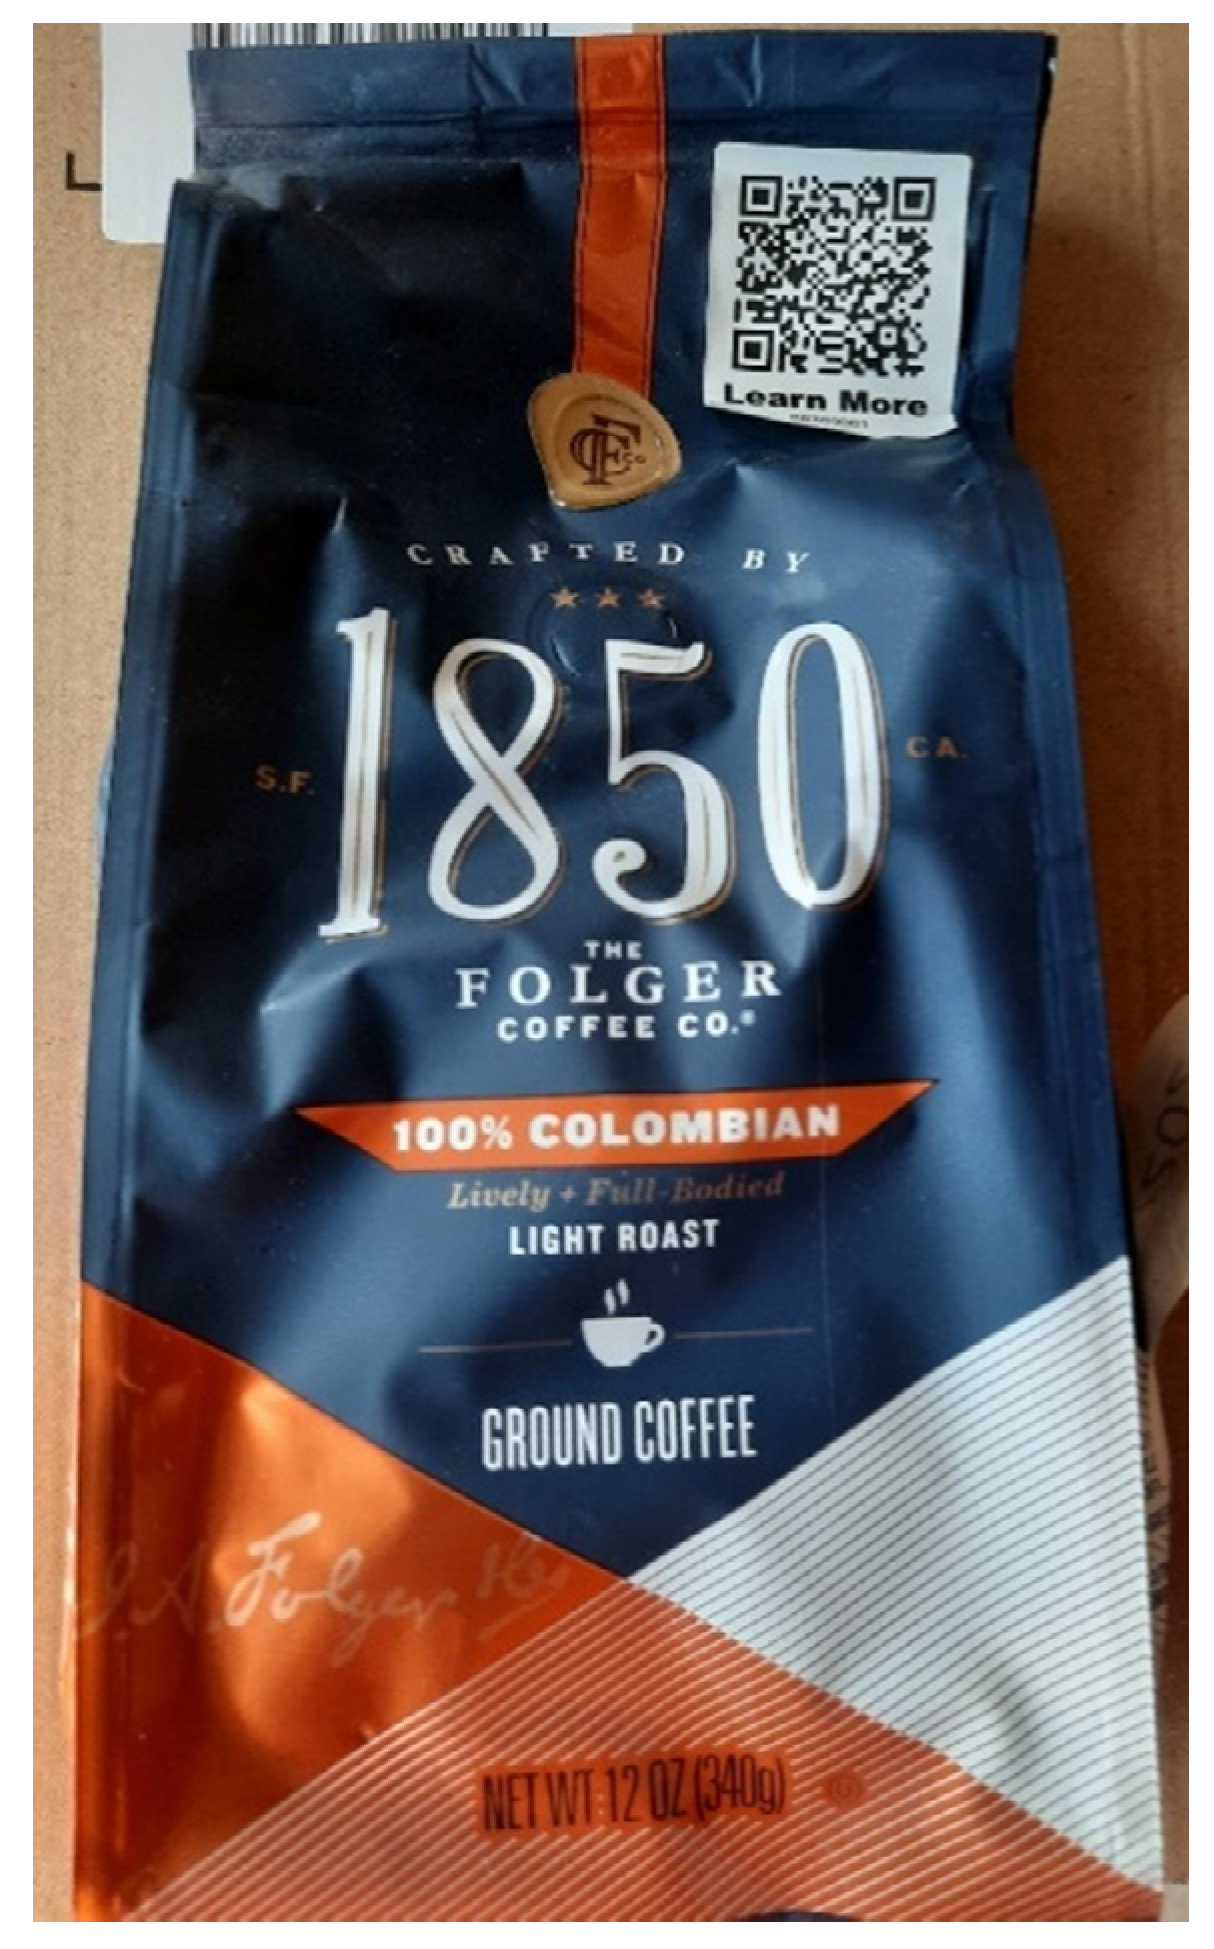 Learn More
CRAFTED BY
1850
S.F.
CA.
THE
FOLGER
COFFEE CO.®
100% COLOMBIAN
Lively + Full-Bodied
LIGHT ROAST
GROUND COFFEE
J.A. Folger
NET WT 12 OZ (340g)